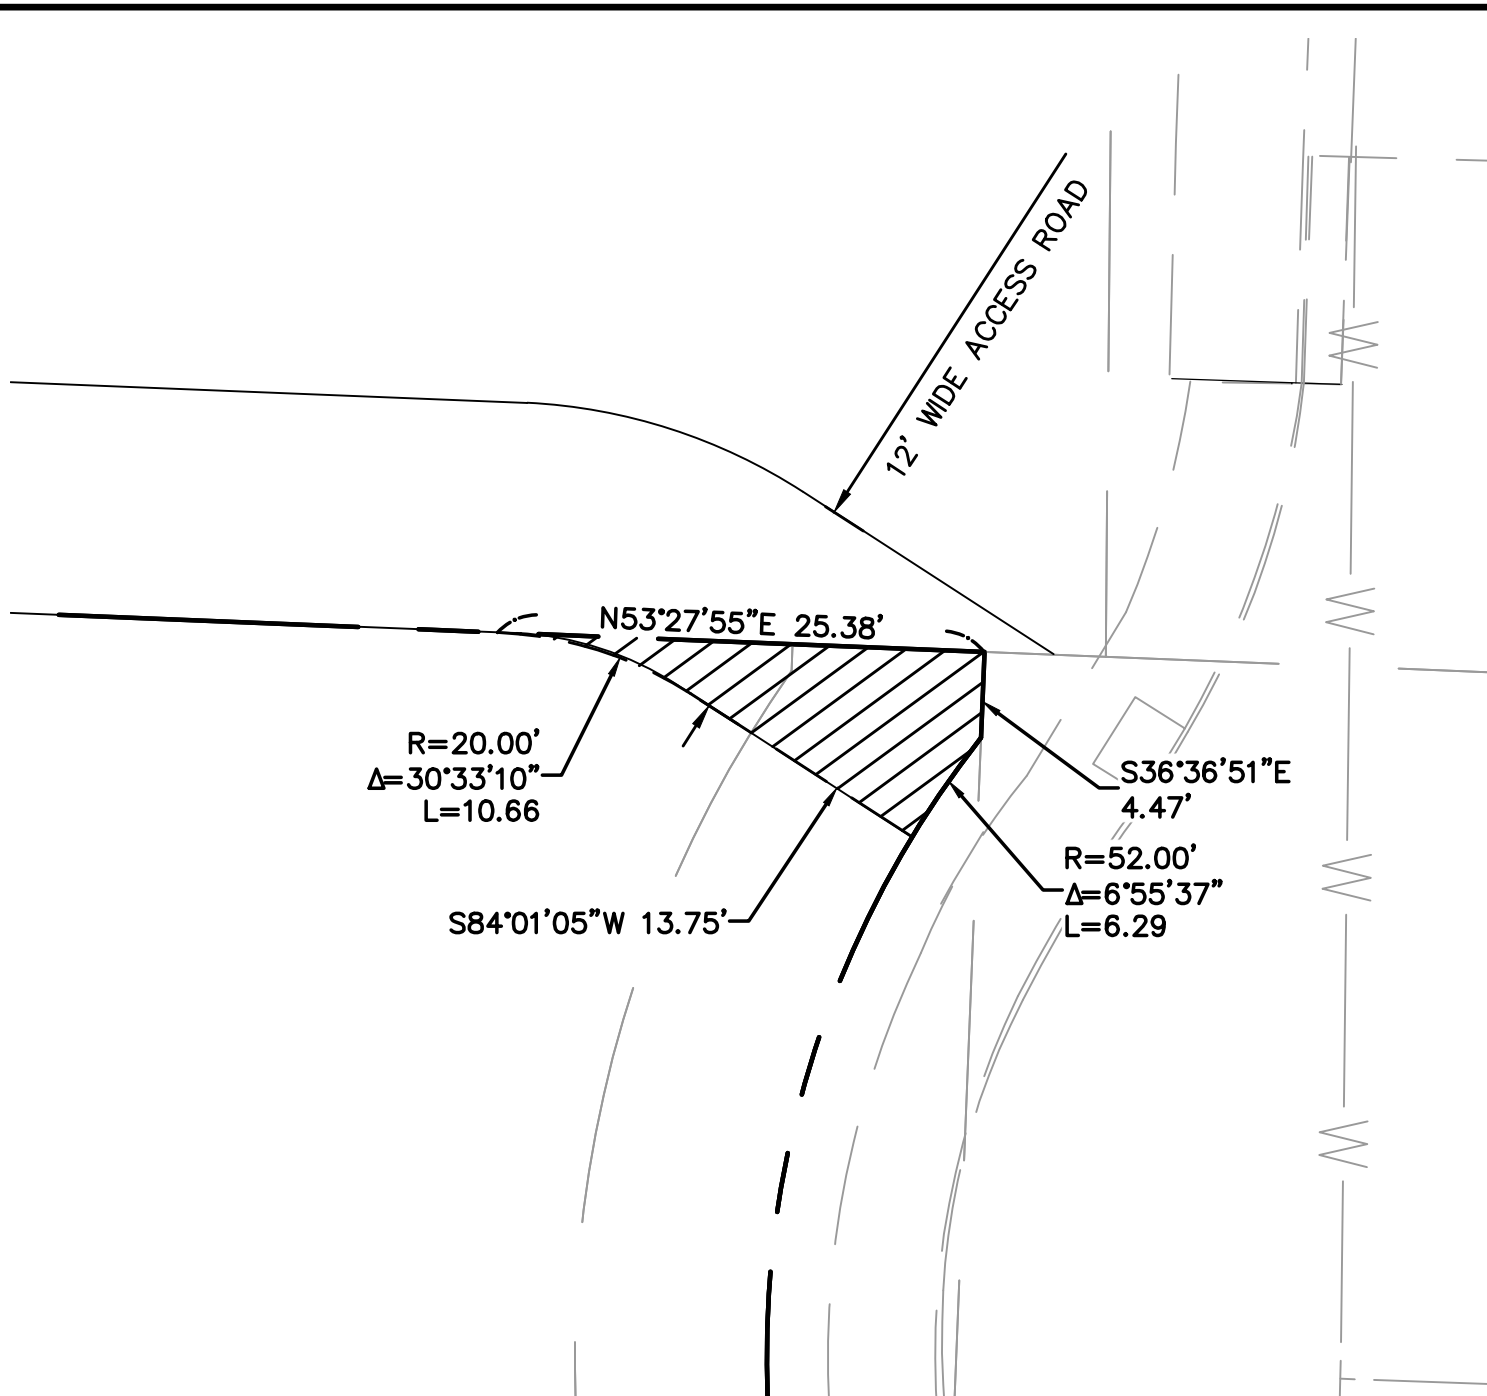 12' WIDE ACCESS ROAD
N53°27'55"E 25.38'
R=20.00'
Δ=30°33'10"
L=10.66
S36°36'51"E
4.47'
R=52.00'
Δ=6°55'37"
L=6.29
S84°01'05"W 13.75'